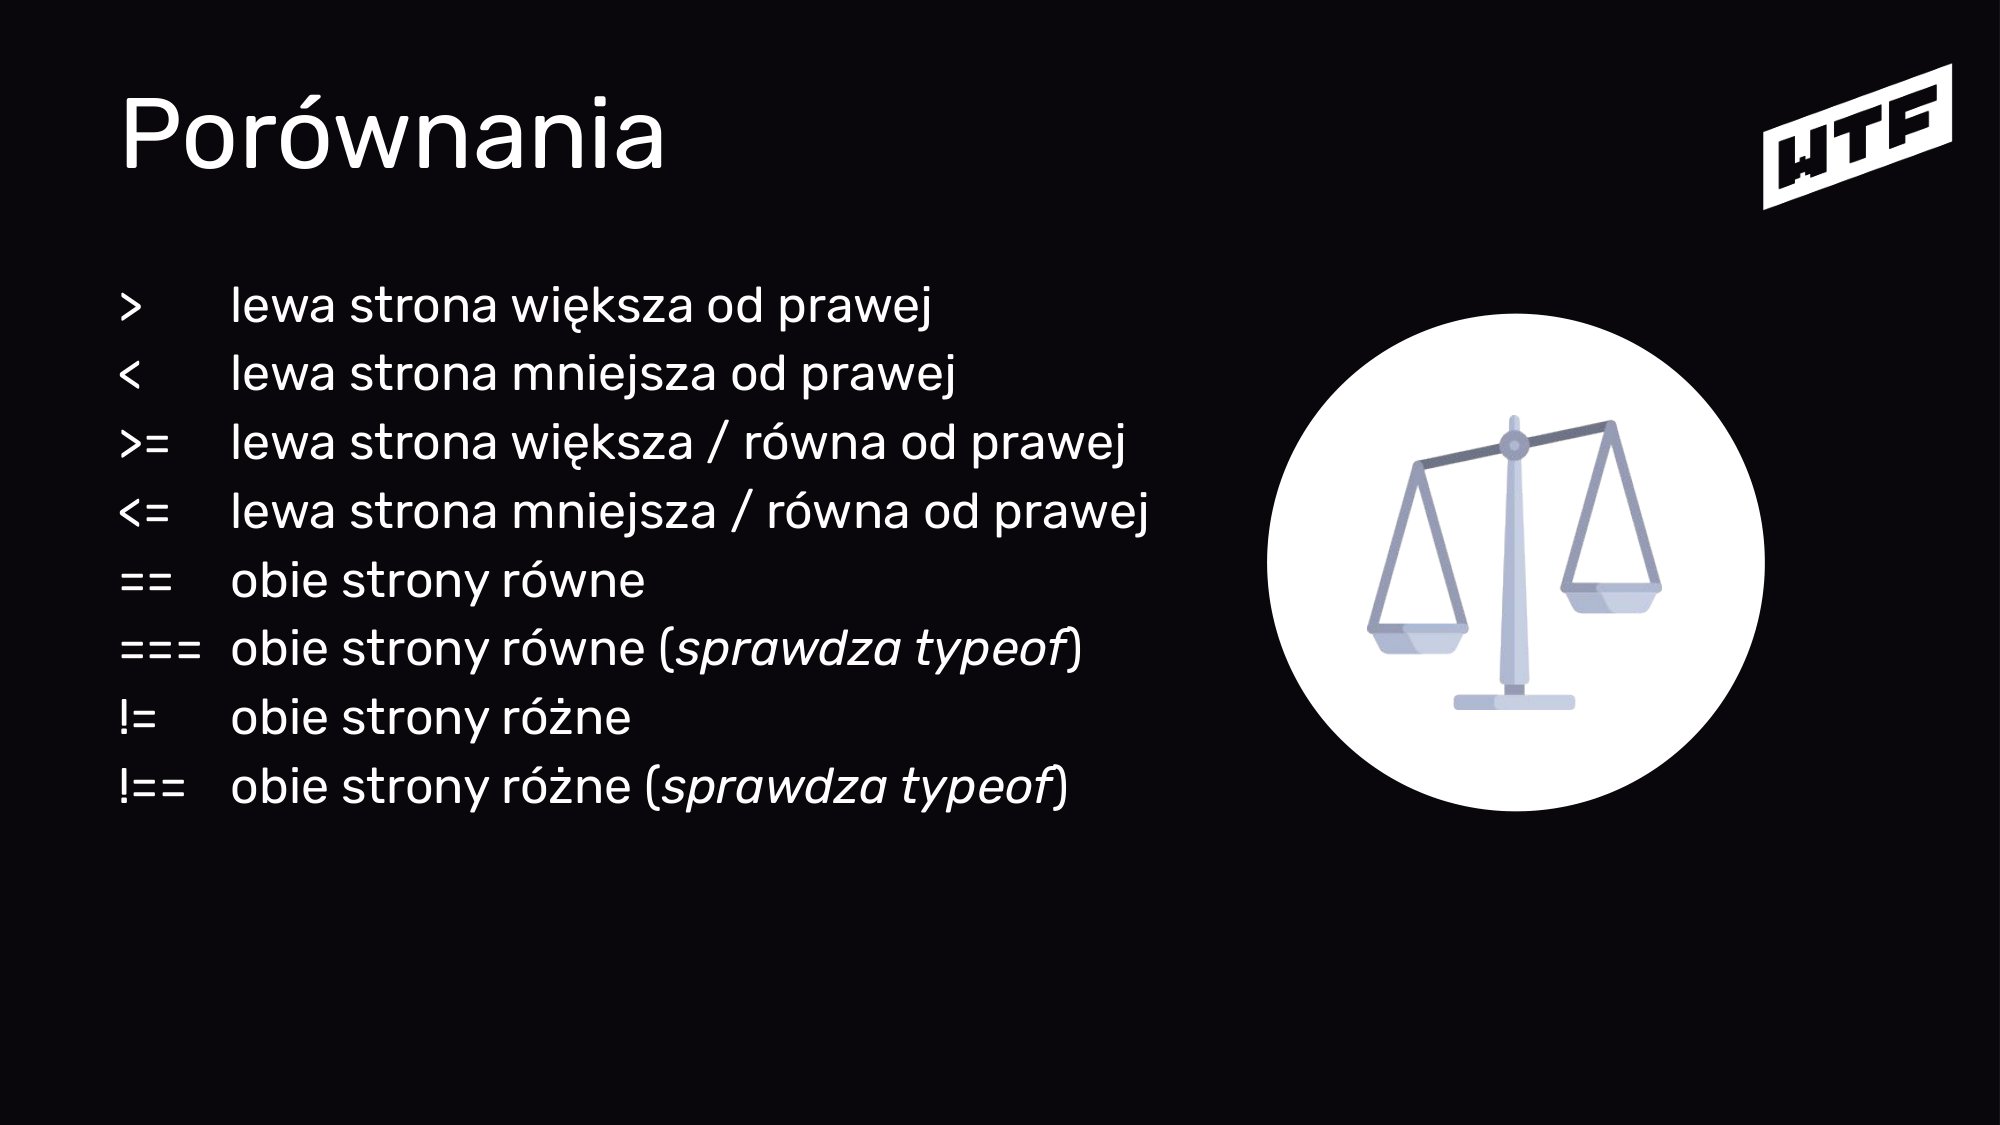 Porównania
WTF
> lewa strona większa od prawej
< lewa strona mniejsza od prawej
>= lewa strona większa / równa od prawej
<= lewa strona mniejsza / równa od prawej
== obie strony równe
=== obie strony równe (sprawdza typeof)
!= obie strony różne
!== obie strony różne (sprawdza typeof)